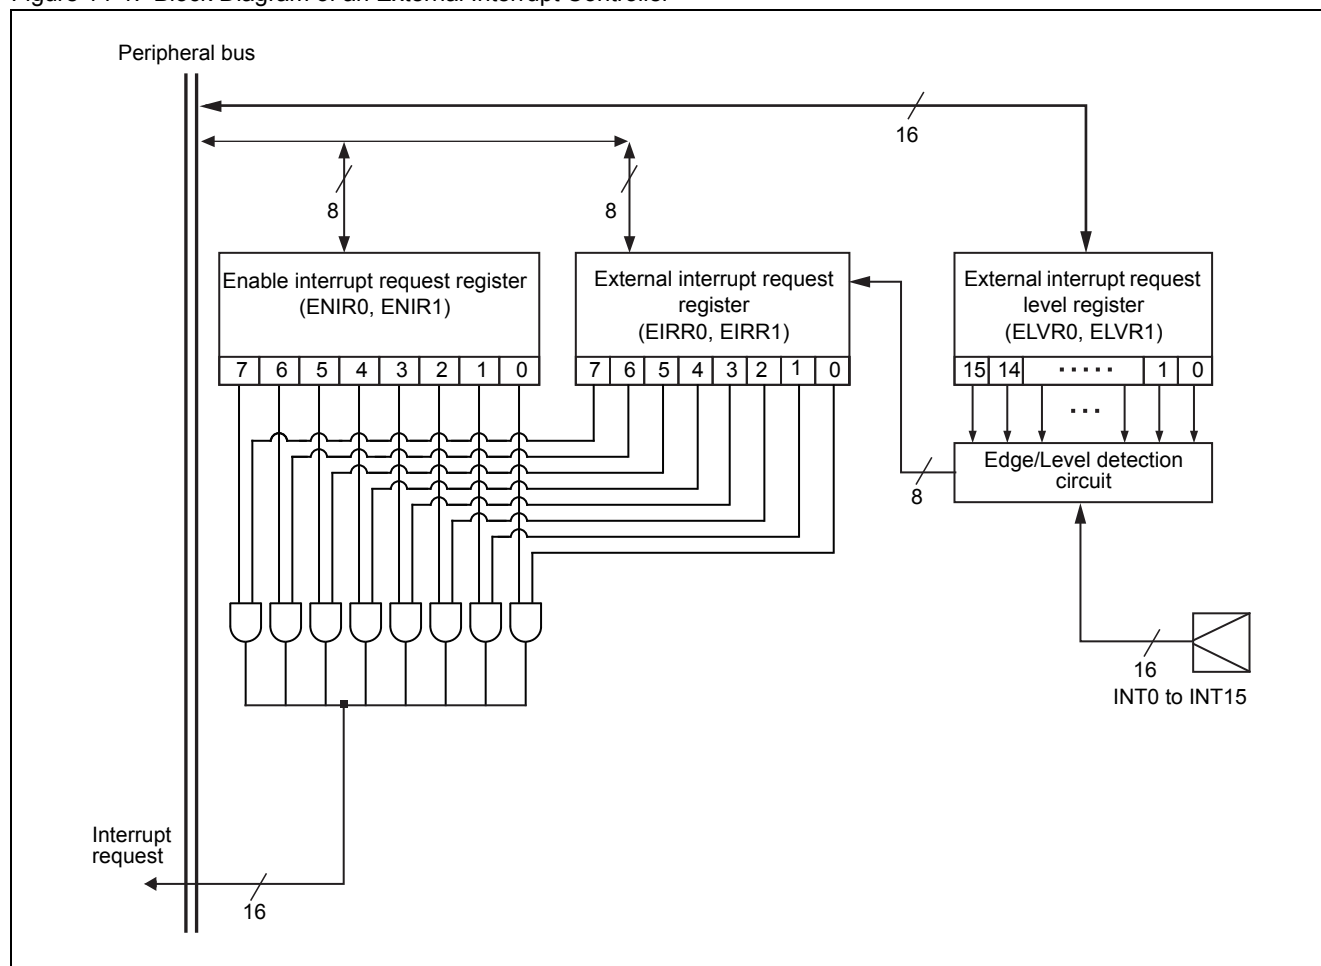 Peripheral bus
16
8
8
Enable interrupt request register
(ENIR0, ENIR1)
7 6 5 4 3 2 1 0
External interrupt request
register
(EIRR0, EIRR1)
7 6 5 4 3 2 1 0
External interrupt request
level register
(ELVR0, ELVR1)
15 14 ····· 1 0
...
Edge/Level detection
circuit
8
16
INT0 to INT15
Interrupt
request
16